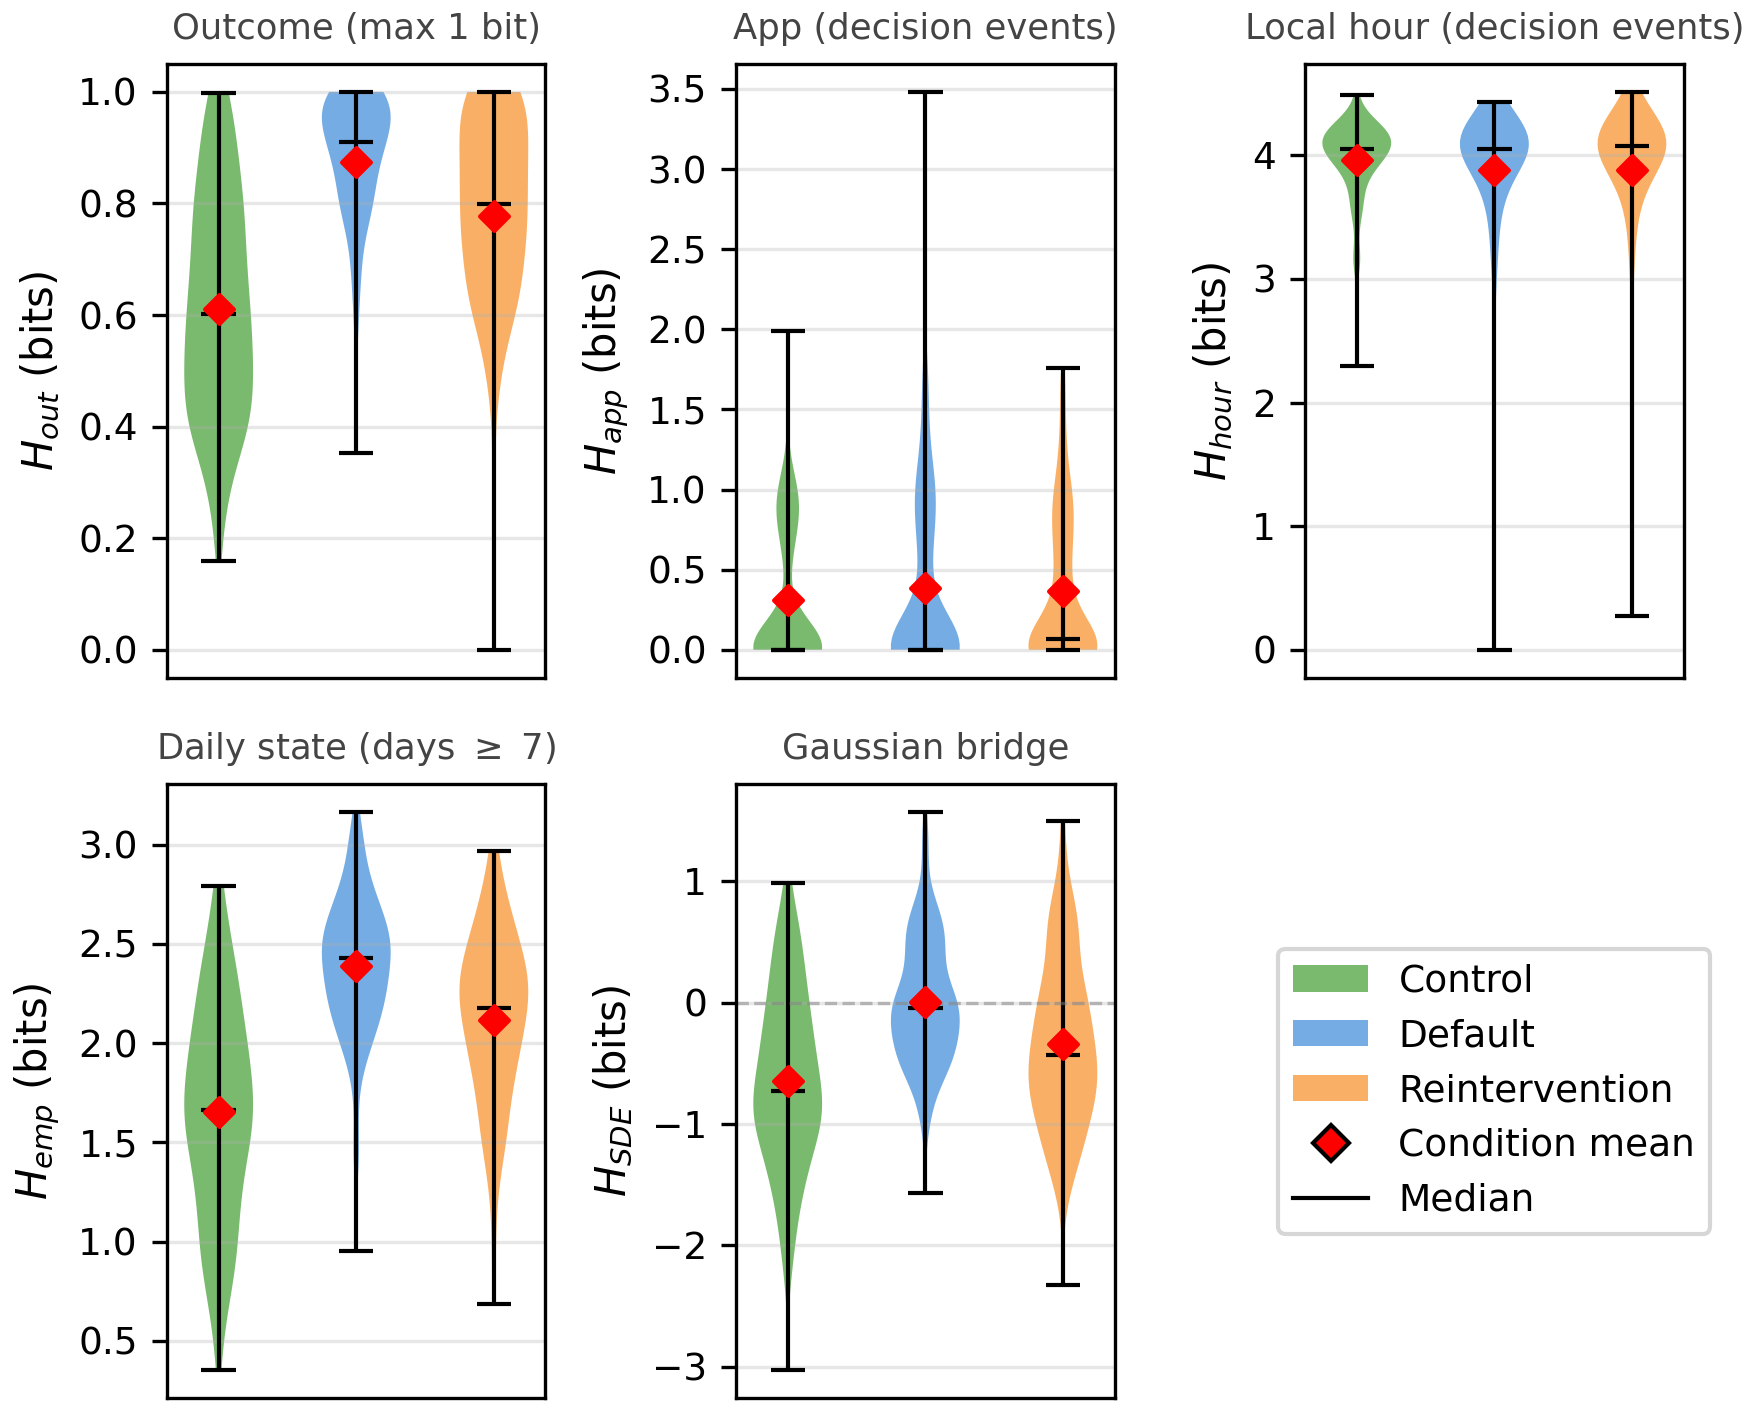 Outcome (max 1 bit)
H_out (bits)
1.0
0.8
0.6
0.4
0.2
0.0
App (decision events)
H_app (bits)
3.5
3.0
2.5
2.0
1.5
1.0
0.5
0.0
Local hour (decision events)
H_hour (bits)
4
3
2
1
0
Daily state (days ≥ 7)
H_emp (bits)
3.0
2.5
2.0
1.5
1.0
0.5
Gaussian bridge
H_SDE (bits)
1
0
−1
−2
−3
Control
Default
Reintervention
Condition mean
Median